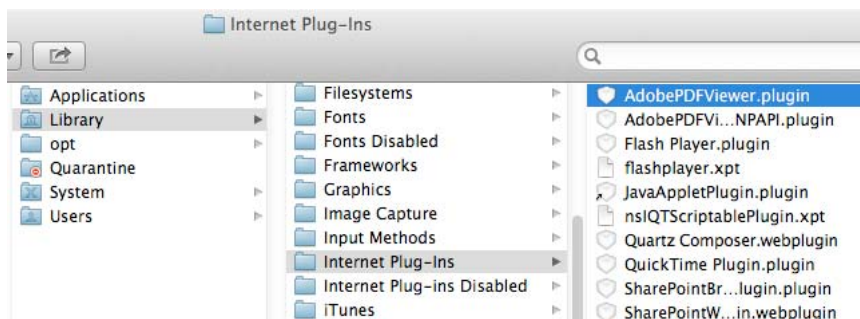 Internet Plug-Ins
Applications
Library
opt
Quarantine
System
Users
Filesystems
Fonts
Fonts Disabled
Frameworks
Graphics
Image Capture
Input Methods
Internet Plug-Ins
Internet Plug-ins Disabled
iTunes
AdobePDFViewer.plugin
AdobePDFVi...NPAPI.plugin
Flash Player.plugin
flashplayer.xpt
JavaAppletPlugin.plugin
nsIQTScriptablePlugin.xpt
Quartz Composer.webplugin
QuickTime Plugin.plugin
SharePointBr...lugin.plugin
SharePointW...in.webplugin